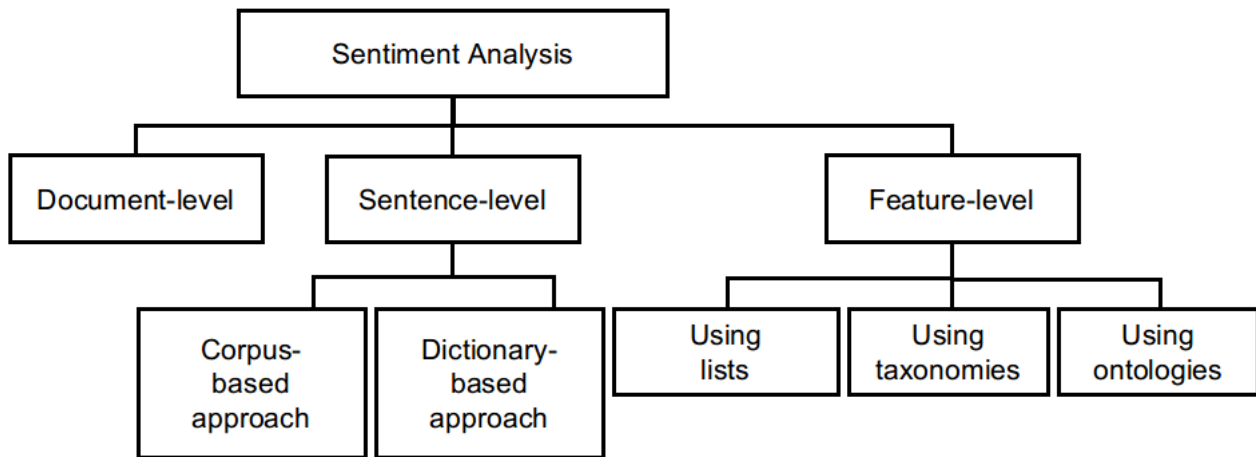 Sentiment Analysis
Document-level
Sentence-level
Feature-level
Corpus-
based
approach
Dictionary-
based
approach
Using
lists
Using
taxonomies
Using
ontologies